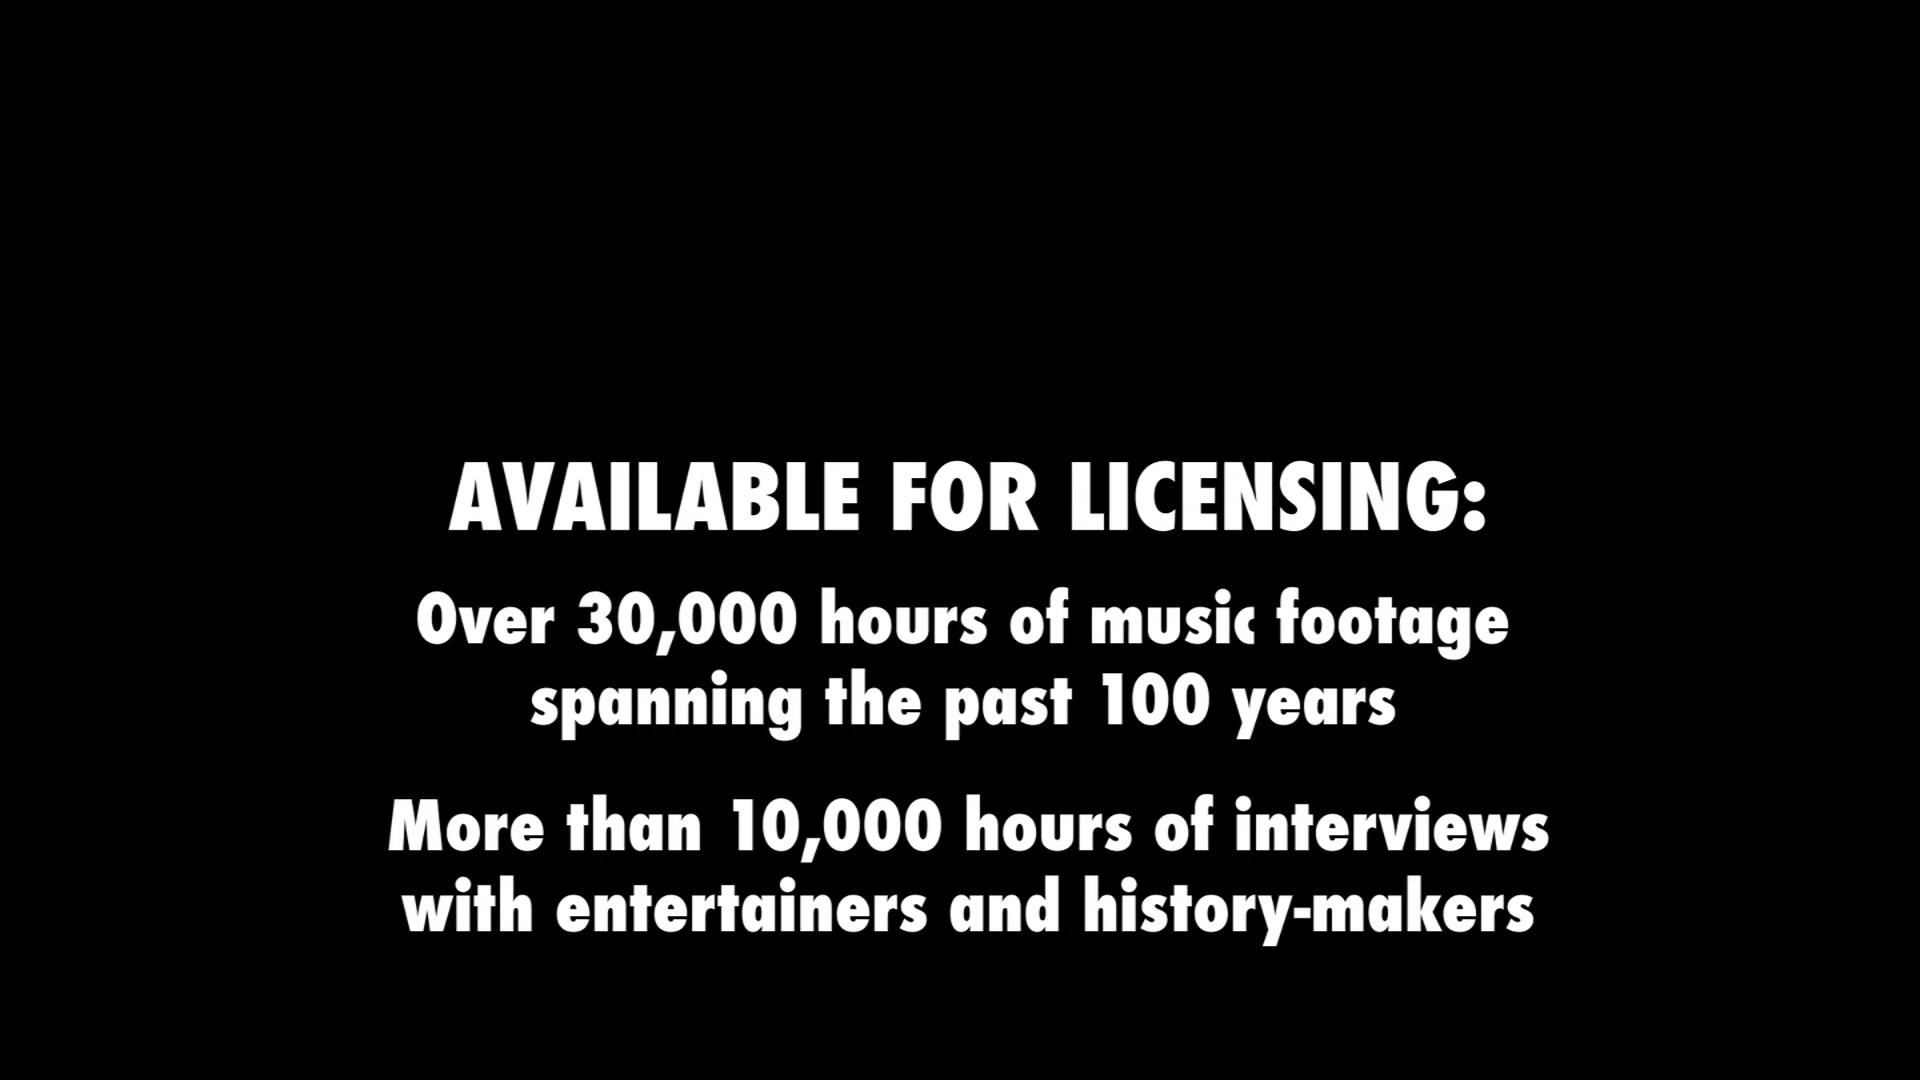 AVAILABLE FOR LICENSING:
Over 30,000 hours of music footage
spanning the past 100 years
More than 10,000 hours of interviews
with entertainers and history-makers